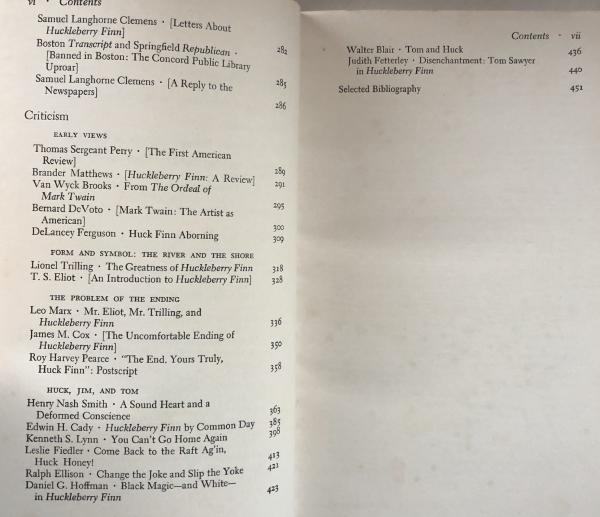 vi · Contents
Samuel Langhorne Clemens · [Letters About
Huckleberry Finn] 282
Boston Transcript and Springfield Republican ·
[Banned in Boston: The Concord Public Library
Uproar] 285
Samuel Langhorne Clemens · [A Reply to the
Newspapers] 286
Criticism
EARLY VIEWS
Thomas Sergeant Perry · [The First American
Review] 289
Brander Matthews · [Huckleberry Finn: A Review] 291
Van Wyck Brooks · From The Ordeal of
Mark Twain 295
Bernard DeVoto · [Mark Twain: The Artist as
American] 300
DeLancey Ferguson · Huck Finn Aborning 309
FORM AND SYMBOL: THE RIVER AND THE SHORE
Lionel Trilling · The Greatness of Huckleberry Finn 318
T. S. Eliot · [An Introduction to Huckleberry Finn] 328
THE PROBLEM OF THE ENDING
Leo Marx · Mr. Eliot, Mr. Trilling, and
Huckleberry Finn 336
James M. Cox · [The Uncomfortable Ending of
Huckleberry Finn] 350
Roy Harvey Pearce · "The End. Yours Truly,
Huck Finn": Postscript 358
HUCK, JIM, AND TOM
Henry Nash Smith · A Sound Heart and a
Deformed Conscience 363
Edwin H. Cady · Huckleberry Finn by Common Day 385
Kenneth S. Lynn · You Can't Go Home Again 398
Leslie Fiedler · Come Back to the Raft Ag'in,
Huck Honey! 413
Ralph Ellison · Change the Joke and Slip the Yoke 421
Daniel G. Hoffman · Black Magic—and White—
in Huckleberry Finn 423
Contents · vii
Walter Blair · Tom and Huck 436
Judith Fetterley · Disenchantment: Tom Sawyer
in Huckleberry Finn 440
Selected Bibliography 451